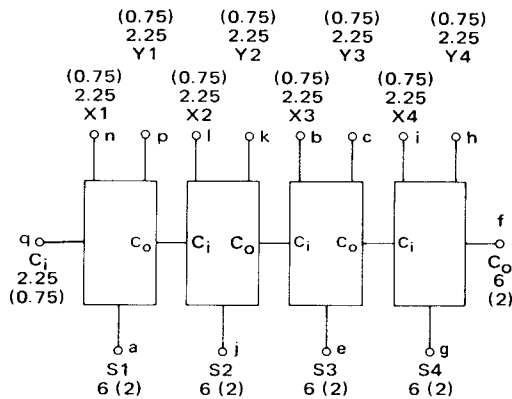 (0.75) (0.75) (0.75) (0.75)
2.25 2.25 2.25 2.25
Y1 Y2 Y3 Y4
(0.75) (0.75) (0.75) (0.75)
2.25 2.25 2.25 2.25
X1 X2 X3 X4
n p l k b c i h
q Co Ci Co Ci Co Ci f
Ci Co
2.25 6
(0.75) (2)
a j e g
S1 S2 S3 S4
6 (2) 6 (2) 6 (2) 6 (2)